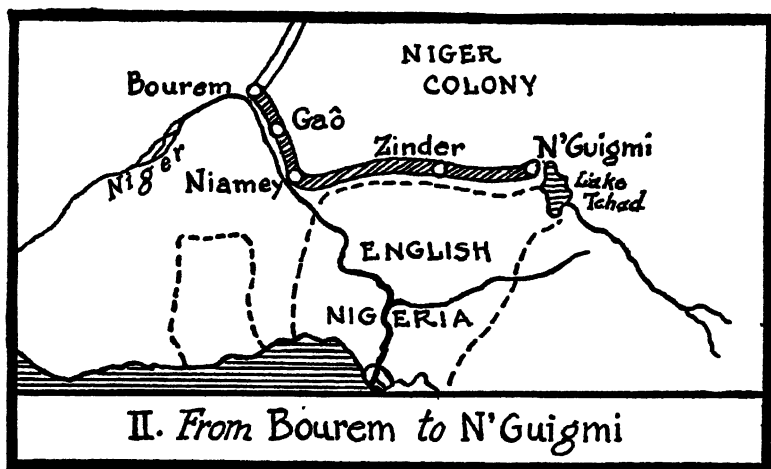 NIGER
COLONY
Bourem
Gaô
Zinder
N'Guigmi
Niger
Niamey
Lake
Tchad
ENGLISH
NIGERIA
II. From Bourem to N'Guigmi